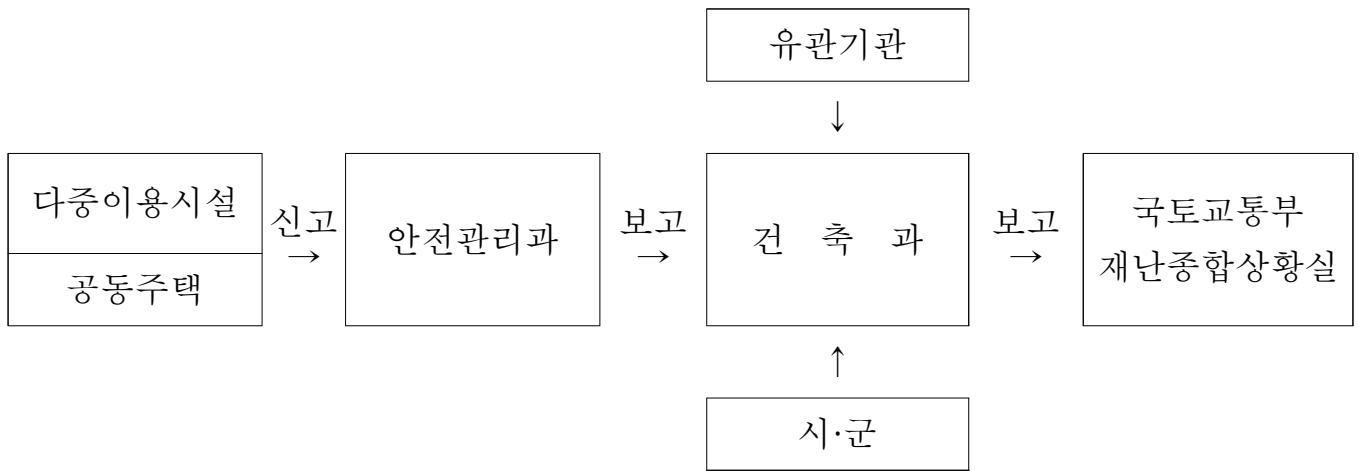 유관기관
↓
다중이용시설
공동주택
신고
→
안전관리과
보고
→
건 축 과
보고
→
국토교통부
재난종합상황실
↑
시·군